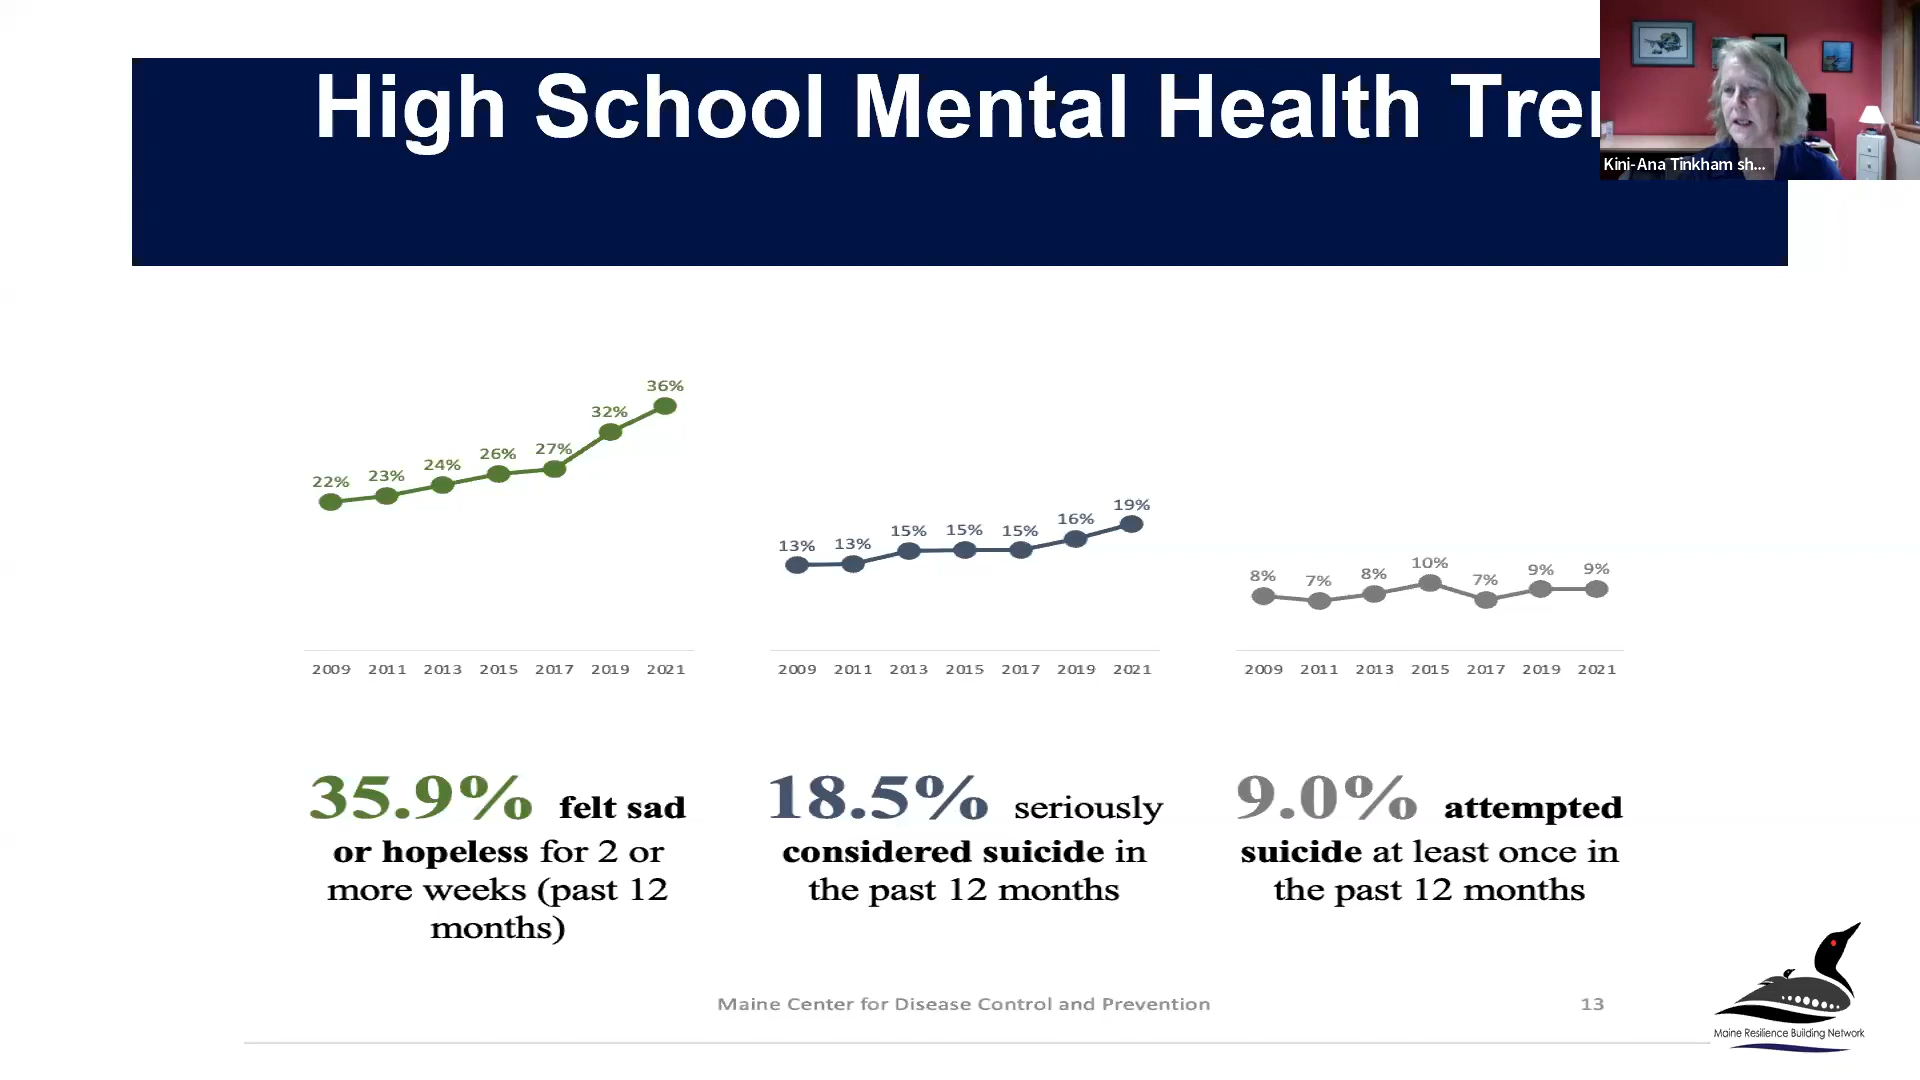 High School Mental Health Tre
Kini-Ana Tinkham sh...
36%
32%
27%
26%
24%
23%
22%
2009 2011 2013 2015 2017 2019 2021
19%
16%
15% 15% 15%
13% 13%
2009 2011 2013 2015 2017 2019 2021
10%
9% 9%
8% 7% 8% 7%
2009 2011 2013 2015 2017 2019 2021
35.9% felt sad
or hopeless for 2 or
more weeks (past 12
months)
18.5% seriously
considered suicide in
the past 12 months
9.0% attempted
suicide at least once in
the past 12 months
Maine Center for Disease Control and Prevention
13
Maine Resilience Building Network